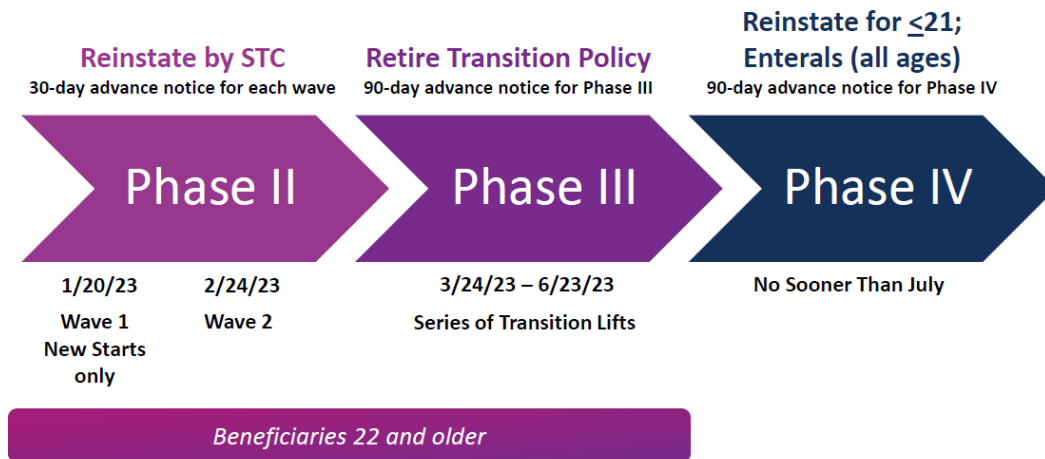 Reinstate by STC
30-day advance notice for each wave
Retire Transition Policy
90-day advance notice for Phase III
Reinstate for <21;
Enterals (all ages)
90-day advance notice for Phase IV
Phase II
Phase III
Phase IV
1/20/23
Wave 1
New Starts
only
2/24/23
Wave 2
3/24/23 – 6/23/23
Series of Transition Lifts
No Sooner Than July
Beneficiaries 22 and older